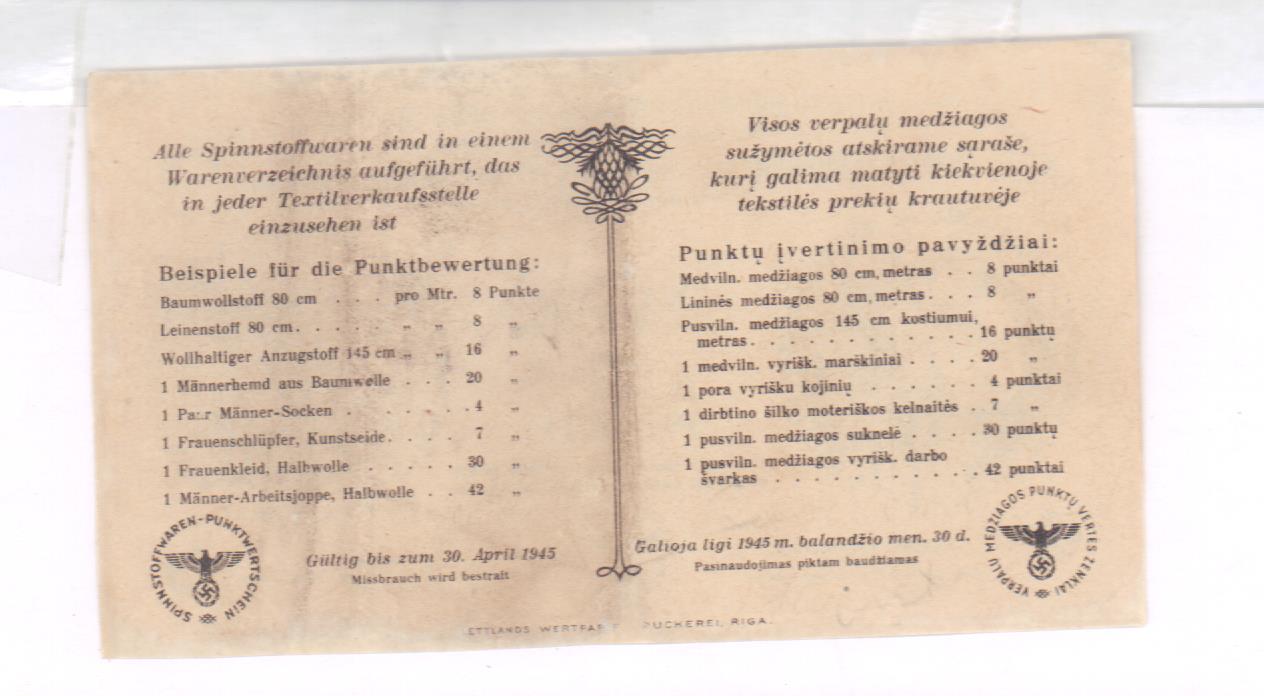 Alle Spinnstoffwaren sind in einem
Warenverzeichnis aufgeführt, das
in jeder Textilverkaufsstelle
einzusehen ist
Beispiele für die Punktbewertung:
Baumwollstoff 80 cm . . . pro Mtr. 8 Punkte
Leinenstoff 80 cm. . . . „ „ 8 „
Wollhaltiger Anzugstoff 145 cm „ „ 16 „
1 Männerhemd aus Baumwolle . . . 20 „
1 Paar Männer-Socken . . . . . . 4 „
1 Frauenschlüpfer, Kunstseide. . . . 7 „
1 Frauenkleid, Halbwolle . . . . . 30 „
1 Männer-Arbeitsjoppe, Halbwolle . . 42 „
SPINNSTOFFWAREN-PUNKTWERTSCHEIN
Gültig bis zum 30. April 1945
Missbrauch wird bestraft
Visos verpalų medžiagos
sužymėtos atskirame sąraše,
kurį galima matyti kiekvienoje
tekstilės prekių krautuvėje
Punktų įvertinimo pavyždžiai:
Medviln. medžiagos 80 cm, metras . . 8 punktai
Lininės medžiagos 80 cm, metras. . . 8 „
Pusviln. medžiagos 145 cm kostiumui,
metras. . . . . . . . . . . . 16 punktų
1 medviln. vyrišk. marškiniai . . . . 20 „
1 pora vyrišku kojinių . . . . . . 4 punktai
1 dirbtino šilko moteriškos kelnaitės . 7 „
1 pusviln. medžiagos suknelė . . . . 30 punktų
1 pusviln. medžiagos vyrišk. darbo
švarkas . . . . . . . . . . . 42 punktai
Galioja ligi 1945 m. balandžio men. 30 d.
Pasinaudojimas piktam baudžiamas
VERPALŲ MEDŽIAGOS PUNKTŲ VERTĖS ŽENKLAI
LETTLANDS RIGA.